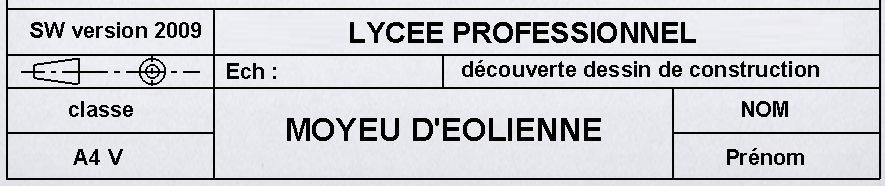 SW version 2009
LYCEE PROFESSIONNEL
Ech :
découverte dessin de construction
classe
MOYEU D'EOLIENNE
NOM
A4 V
Prénom